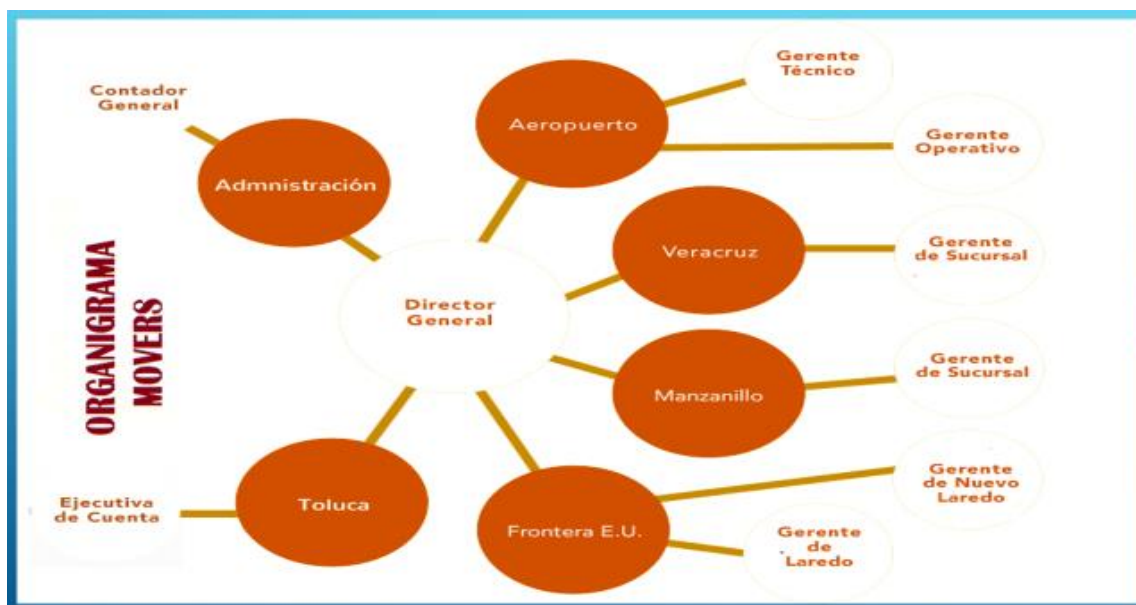 ORGANIGRAMA
MOVERS
Contador
General
Admnistración
Aeropuerto
Gerente
Técnico
Gerente
Operativo
Veracruz
Gerente
de Sucursal
Director
General
Manzanillo
Gerente
de Sucursal
Frontera E.U.
Gerente
de Nuevo
Laredo
Gerente
de
Laredo
Toluca
Ejecutiva
de Cuenta